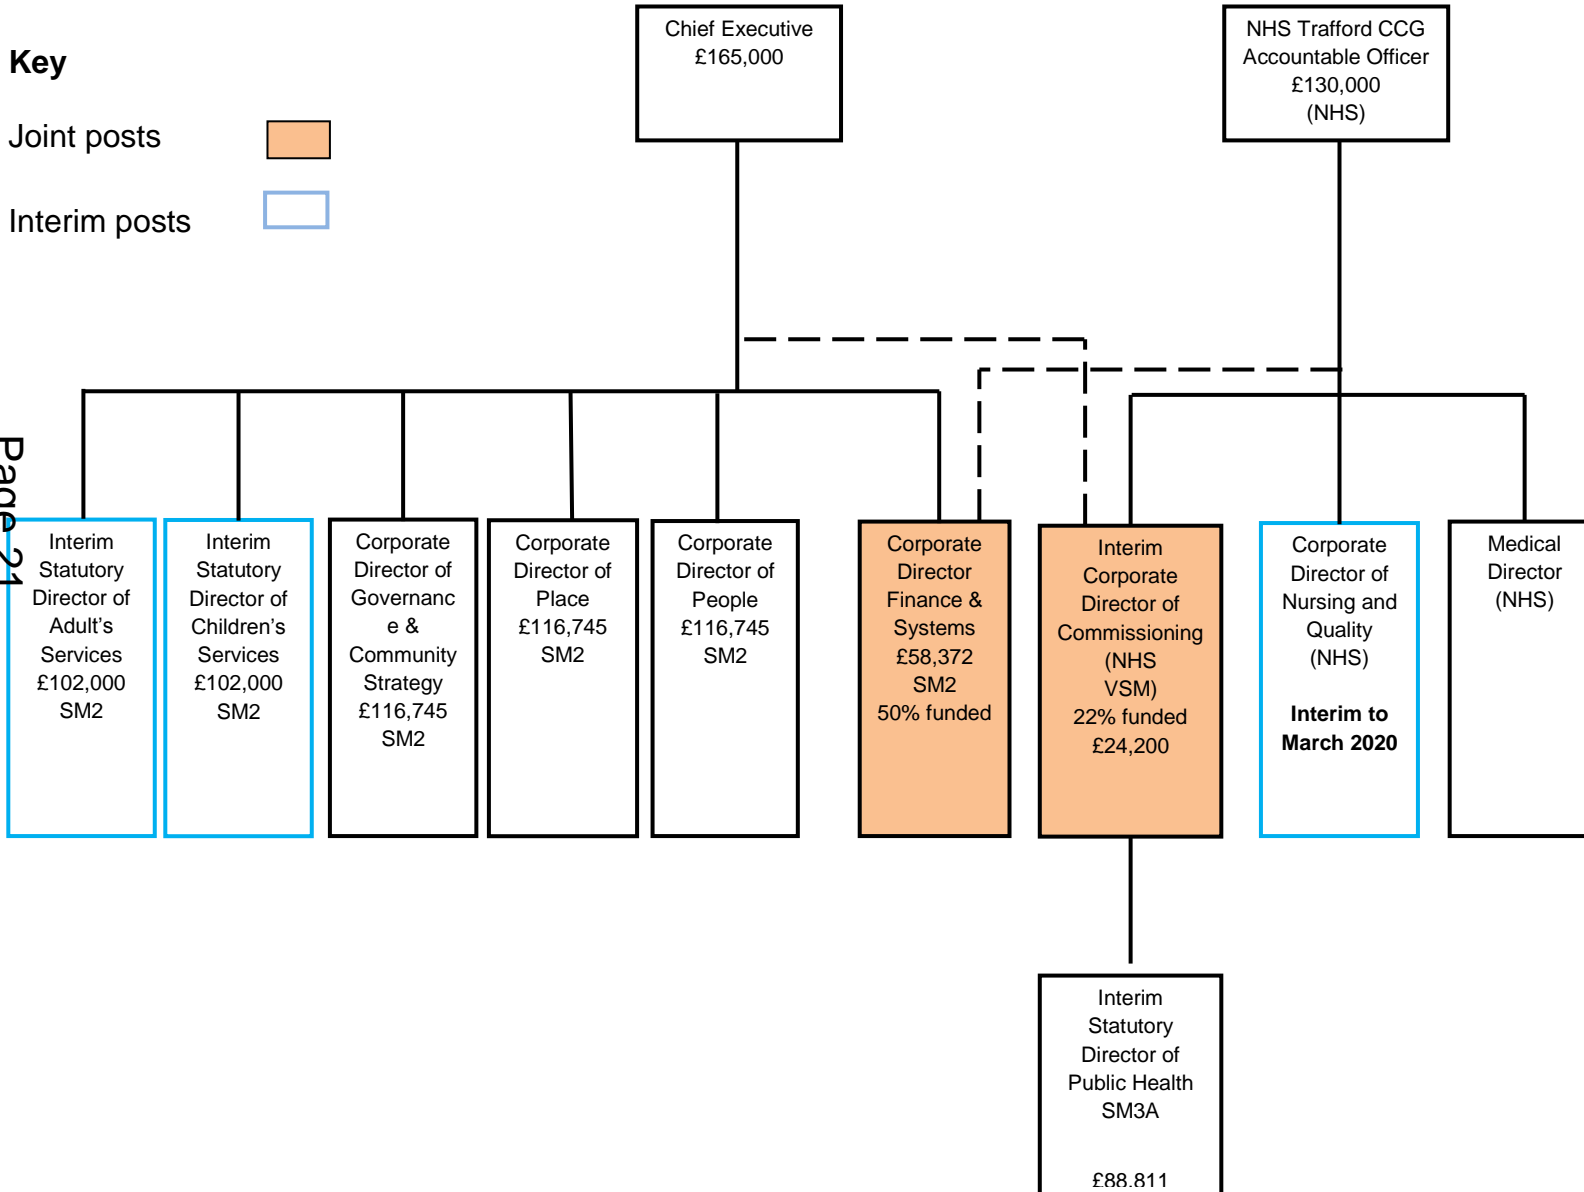 Key
Joint posts
Interim posts
Chief Executive
£165,000
NHS Trafford CCG
Accountable Officer
£130,000
(NHS)
Page 21
Interim
Statutory
Director of
Adult’s
Services
£102,000
SM2
Interim
Statutory
Director of
Children’s
Services
£102,000
SM2
Corporate
Director of
Governanc
e &
Community
Strategy
£116,745
SM2
Corporate
Director of
Place
£116,745
SM2
Corporate
Director of
People
£116,745
SM2
Corporate
Director
Finance &
Systems
£58,372
SM2
50% funded
Interim
Corporate
Director of
Commissioning
(NHS
VSM)
22% funded
£24,200
Corporate
Director of
Nursing and
Quality
(NHS)
Interim to
March 2020
Medical
Director
(NHS)
Interim
Statutory
Director of
Public Health
SM3A
£88,811